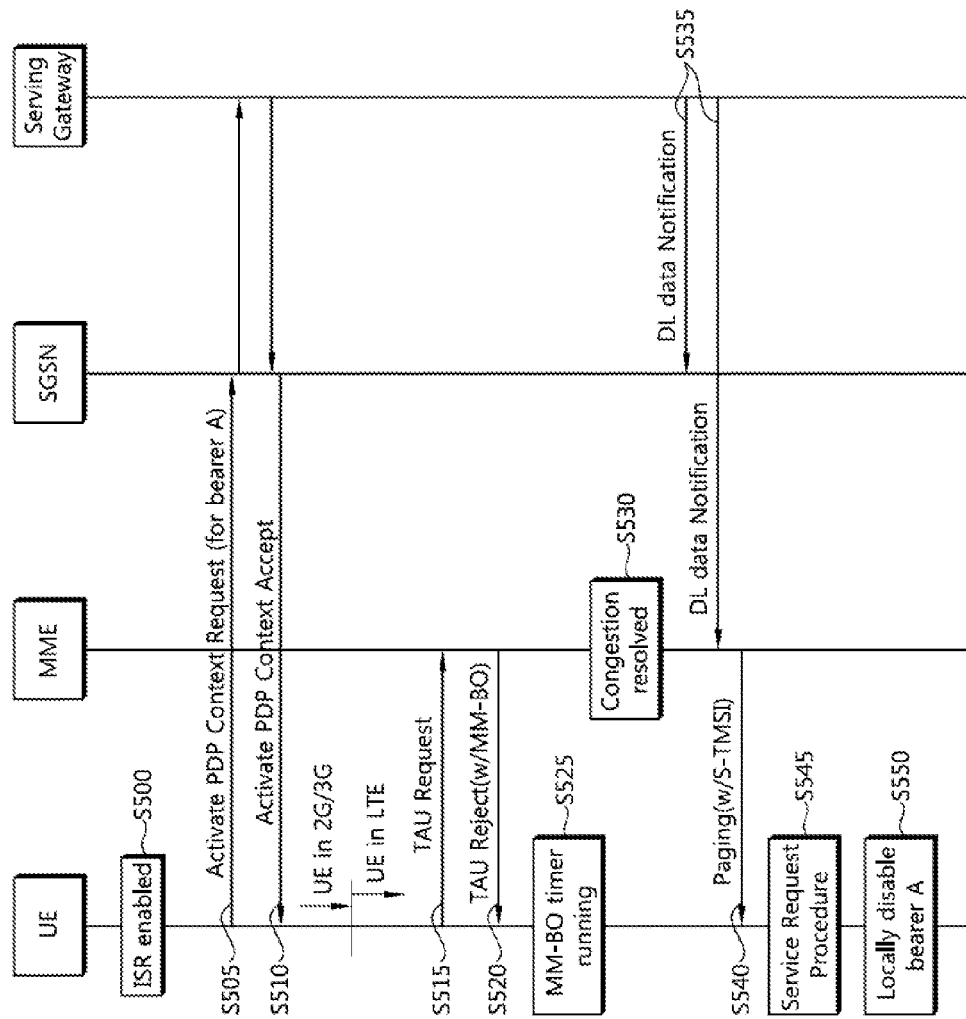 UE
MME
SGSN
Serving
Gateway
ISR enabled
S500
Activate PDP Context Request (for bearer A)
S505
Activate PDP Context Accept
S510
UE in 2G/3G
UE in LTE
TAU Request
S515
TAU Reject(w/MM-BO)
S520
MM-BO timer
running
S525
Congestion
resolved
S530
DL data Notification
S535
DL data Notification
Paging(w/S-TMSI)
S540
Service Request
Procedure
S545
Locally disable
bearer A
S550